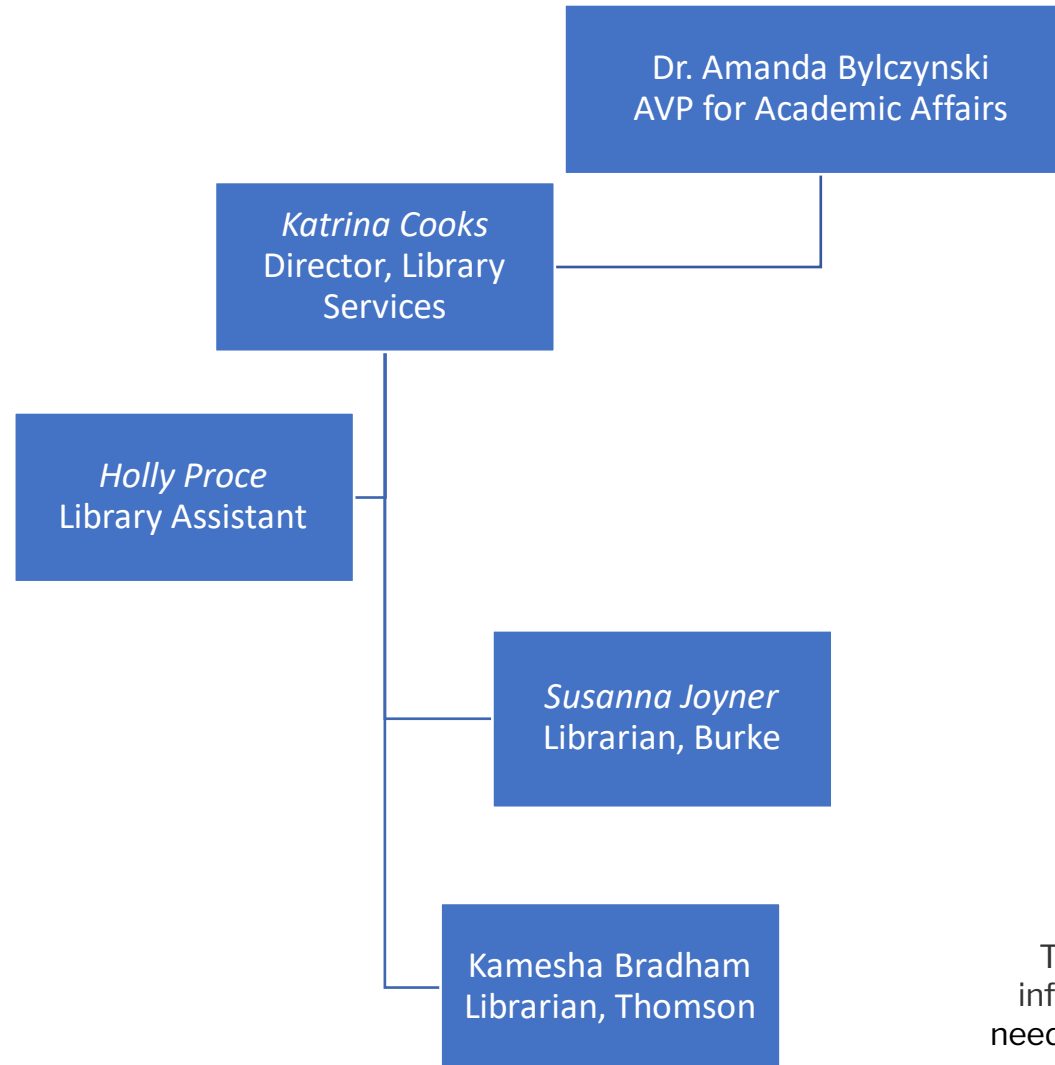 Dr. Amanda Bylczynski
AVP for Academic Affairs
Katrina Cooks
Director, Library
Services
Holly Proce
Library Assistant
Susanna Joyner
Librarian, Burke
Kamesha Bradham
Librarian, Thomson